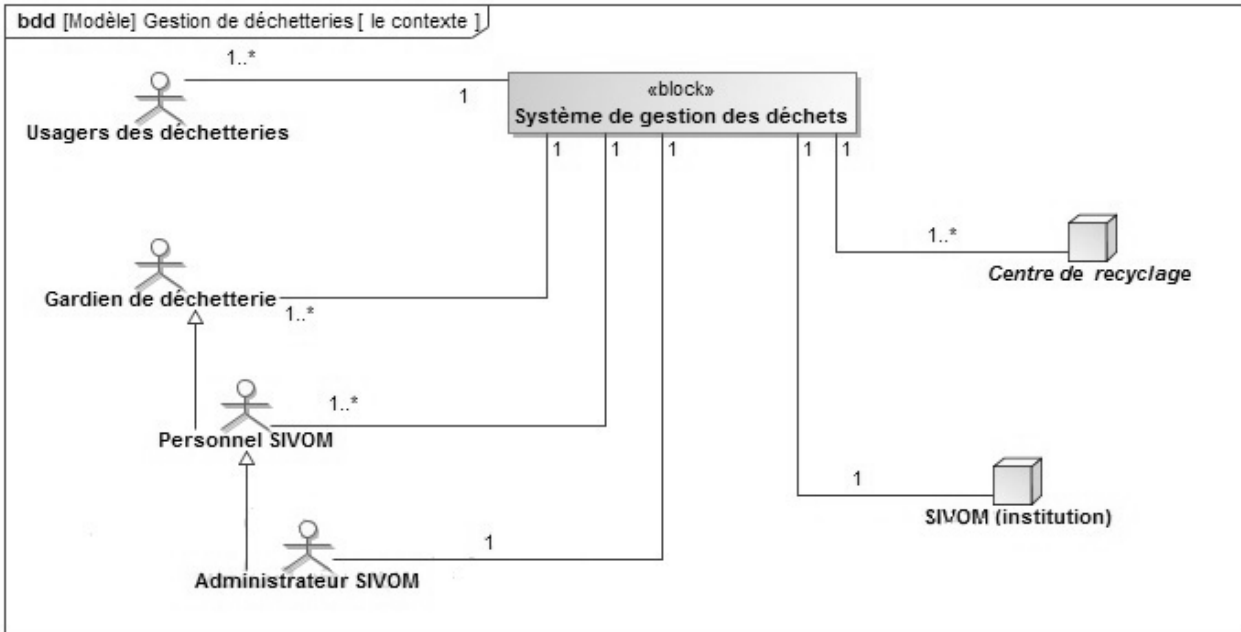 bdd [Modèle] Gestion de déchetteries [ le contexte ]
1..*
1
«block»
Système de gestion des déchets
Usagers des déchetteries
1
1
1
1
1
1..*
Centre de recyclage
Gardien de déchetterie
1..*
1..*
Personnel SIVOM
1
SIVOM (institution)
1
Administrateur SIVOM